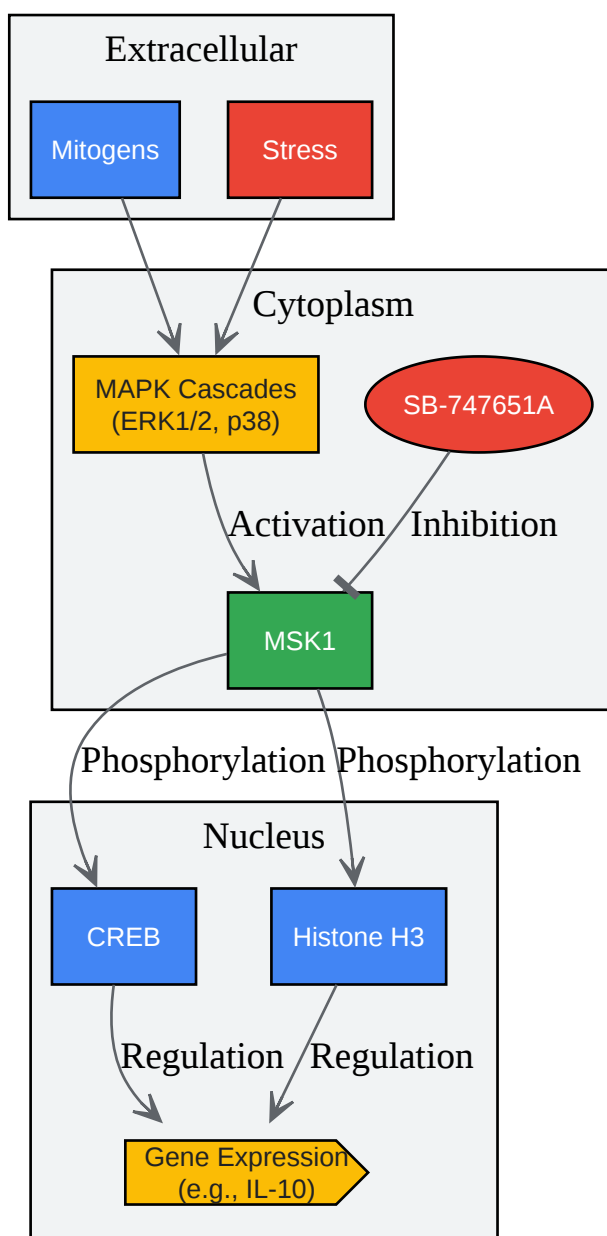 Extracellular
Mitogens
Stress
Cytoplasm
MAPK Cascades
(ERK1/2, p38)
SB-747651A
Activation
Inhibition
MSK1
Phosphorylation
Phosphorylation
Nucleus
CREB
Histone H3
Regulation
Regulation
Gene Expression
(e.g., IL-10)